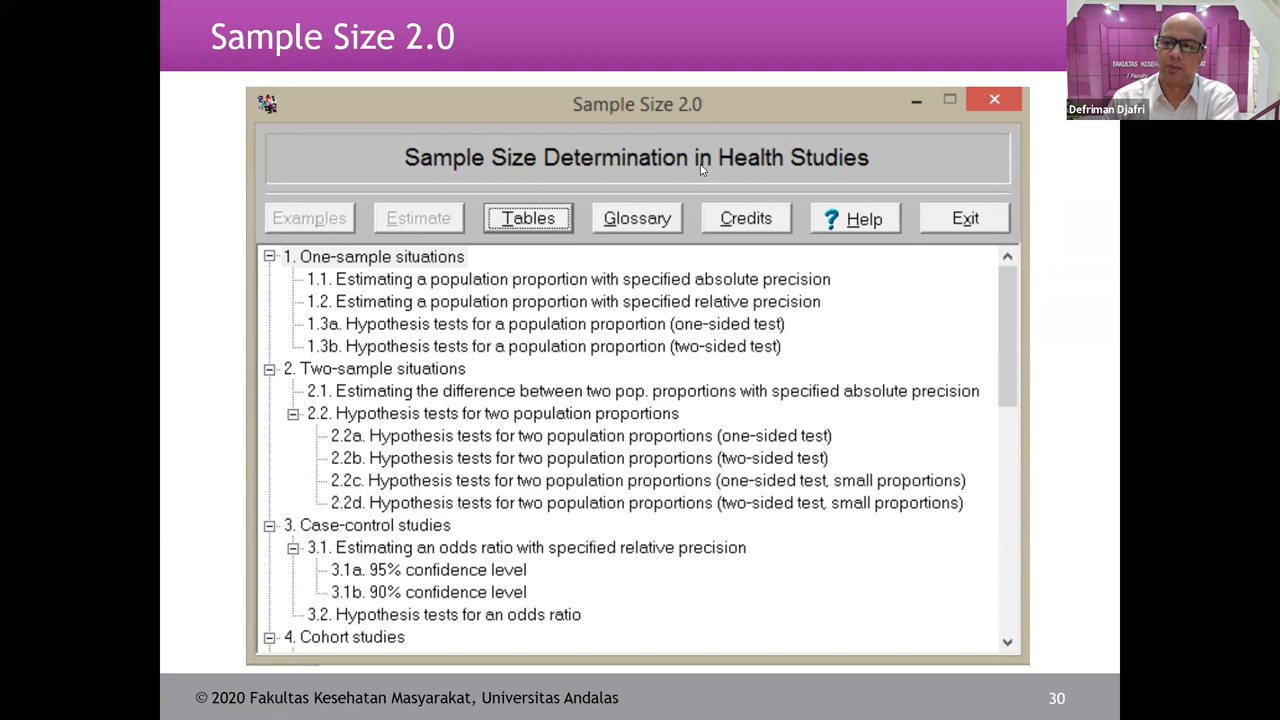 Sample Size 2.0
FAKULTAS KESEHATAN
Defriman Djafri
Sample Size 2.0
Sample Size Determination in Health Studies
Examples Estimate Tables Glossary Credits ? Help Exit
1. One-sample situations
1.1. Estimating a population proportion with specified absolute precision
1.2. Estimating a population proportion with specified relative precision
1.3a. Hypothesis tests for a population proportion (one-sided test)
1.3b. Hypothesis tests for a population proportion (two-sided test)
2. Two-sample situations
2.1. Estimating the difference between two pop. proportions with specified absolute precision
2.2. Hypothesis tests for two population proportions
2.2a. Hypothesis tests for two population proportions (one-sided test)
2.2b. Hypothesis tests for two population proportions (two-sided test)
2.2c. Hypothesis tests for two population proportions (one-sided test, small proportions)
2.2d. Hypothesis tests for two population proportions (two-sided test, small proportions)
3. Case-control studies
3.1. Estimating an odds ratio with specified relative precision
3.1a. 95% confidence level
3.1b. 90% confidence level
3.2. Hypothesis tests for an odds ratio
4. Cohort studies
© 2020 Fakultas Kesehatan Masyarakat, Universitas Andalas
30